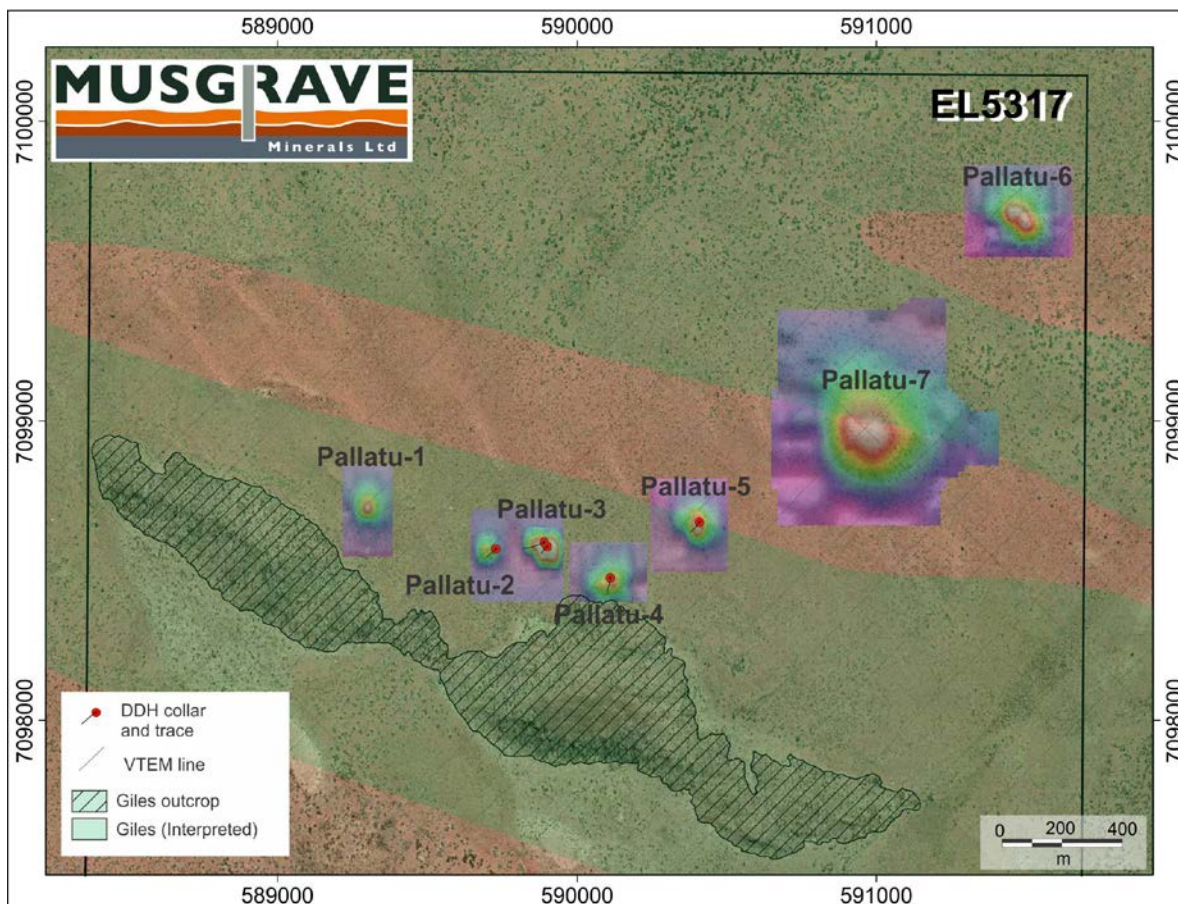 589000
590000
591000
MUSGRAVE
Minerals Ltd
EL5317
7100000
7100000
Pallatu-6
Pallatu-7
7099000
7099000
Pallatu-1
Pallatu-5
Pallatu-3
Pallatu-2
Pallatu-4
7098000
7098000
DDH collar
and trace
VTEM line
Giles outcrop
Giles (Interpreted)
0 200 400
m
589000
590000
591000